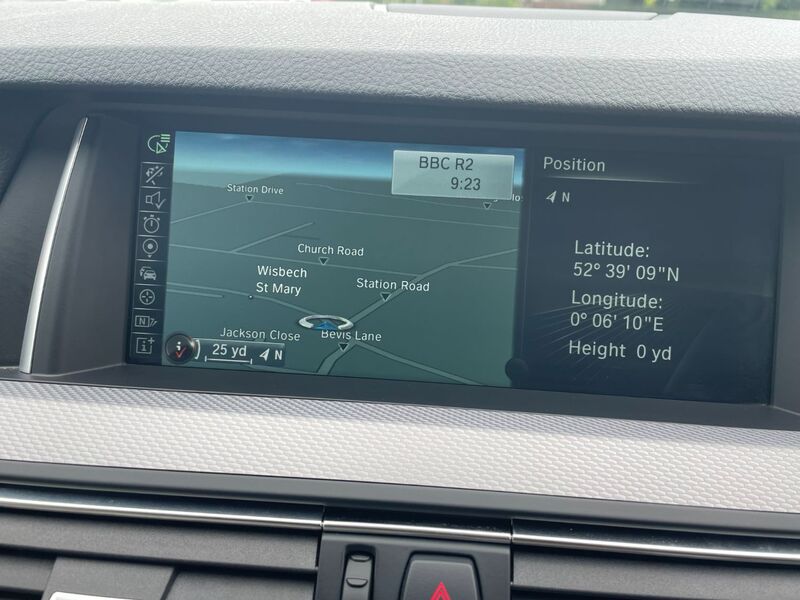 BBC R2
9:23
Position
N
Station Drive
Church Road
Wisbech
St Mary
Station Road
Latitude:
52° 39' 09"N
Longitude:
0° 06' 10"E
Height 0 yd
Jackson Close
Bevis Lane
25 yd
N
N
i